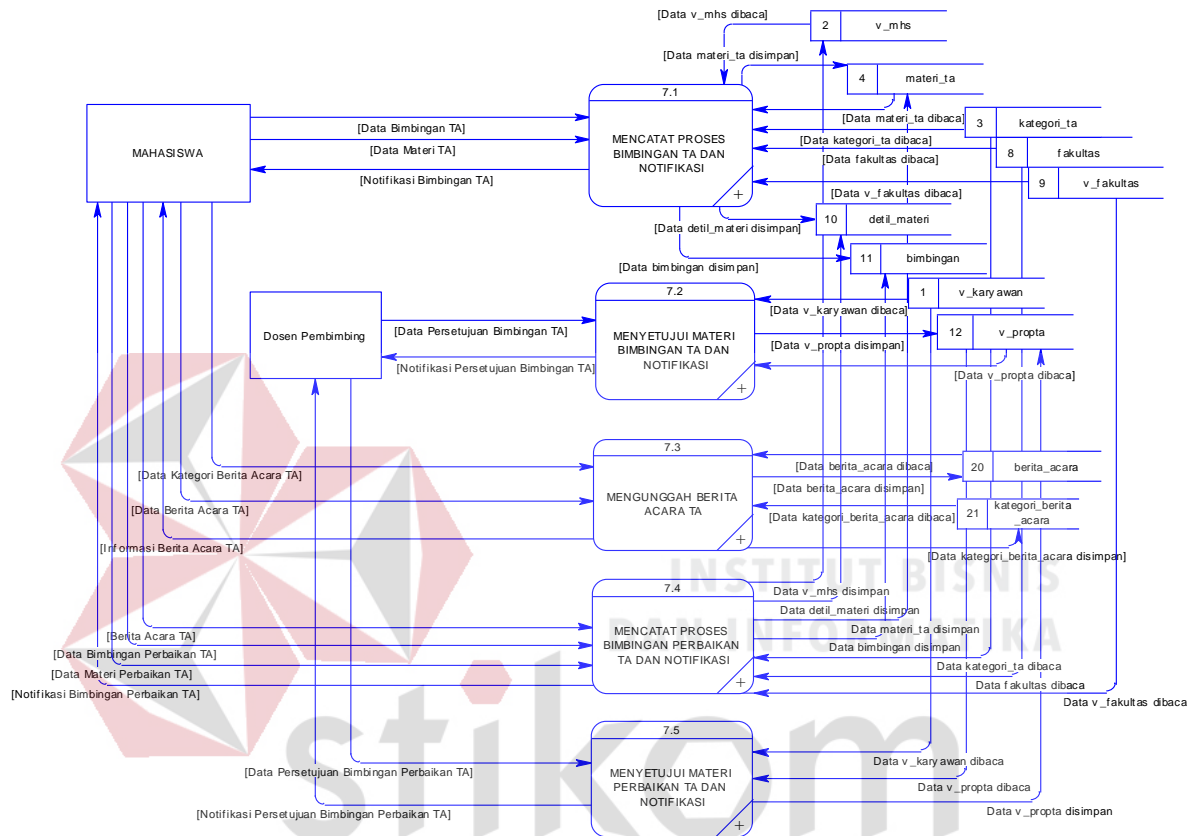 [Data v_mhs dibaca]
2
v_mhs
[Data materi_ta disimpan]
4
materi_ta
7.1
[Data materi_ta dibaca]
3
kategori_ta
MAHASISWA
[Data Bimbingan TA]
MENCATAT PROSES
BIMBINGAN TA DAN
NOTIFIKASI
[Data kategori_ta dibaca]
[Data Materi TA]
[Data fakultas dibaca]
8
fakultas
[Notifikasi Bimbingan TA]
9
v_fakultas
[Data v_fakultas dibaca]
10
detil_materi
[Data detil_materi disimpan]
11
bimbingan
[Data bimbingan disimpan]
7.2
1
v_karyawan
[Data v_karyawan dibaca]
Dosen Pembimbing
[Data Persetujuan Bimbingan TA]
MENYETUJUI MATERI
BIMBINGAN TA DAN
NOTIFIKASI
12
v_propta
[Data v_propta disimpan]
[Notifikasi Persetujuan Bimbingan TA]
[Data v_propta dibaca]
7.3
[Data Kategori Berita Acara TA]
[Data berita_acara dibaca]
20
berita_acara
[Data berita_acara disimpan]
MENGUNGGAH BERITA
ACARA TA
[Data Berita Acara TA]
21
kategori_berita
_acara
[Data kategori_berita_acara dibaca]
[Informasi Berita Acara TA]
[Data kategori_berita_acara disimpan]
INSTITUT BISNIS
DAN INFORMATIKA
7.4
Data v_mhs disimpan
Data detil_materi disimpan
MENCATAT PROSES
BIMBINGAN PERBAIKAN
TA DAN NOTIFIKASI
[Berita Acara TA]
Data materi_ta disimpan
[Data Bimbingan Perbaikan TA]
Data bimbingan disimpan
[Data Materi Perbaikan TA]
Data kategori_ta dibaca
[Notifikasi Bimbingan Perbaikan TA]
Data fakultas dibaca
Data v_fakultas dibaca
stikom
7.5
[Data Persetujuan Bimbingan Perbaikan TA]
MENYETUJUI MATERI
PERBAIKAN TA DAN
NOTIFIKASI
Data v_karyawan dibaca
Data v_propta dibaca
[Notifikasi Persetujuan Bimbingan Perbaikan TA]
Data v_propta disimpan